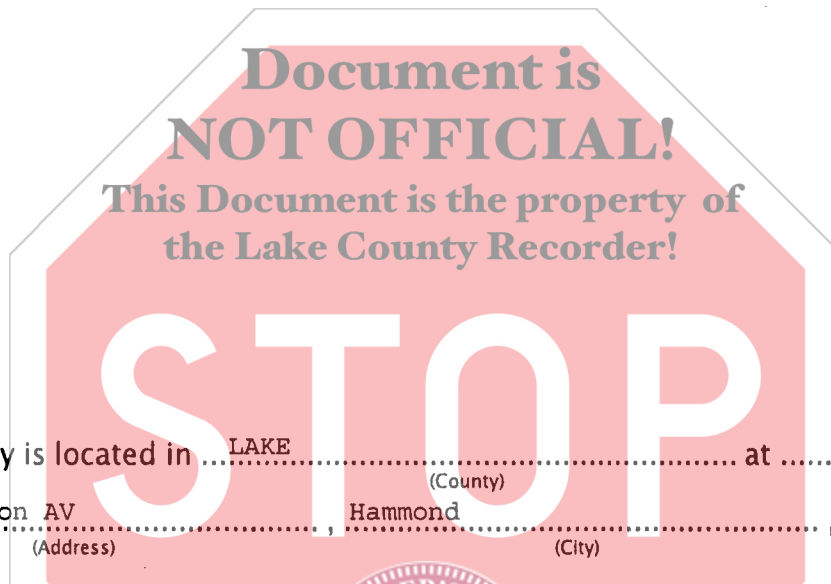 Document is
NOT OFFICIAL!
This Document is the property of
the Lake County Recorder!
STOP
y is located in LAKE at
(County)
on AV , Hammond ,
(Address) (City)